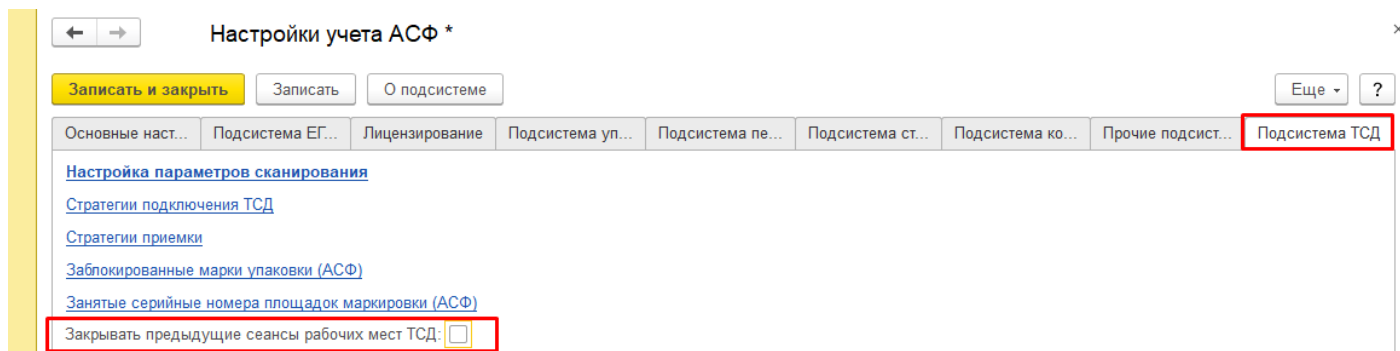 Настройки учета АСФ *
Записать и закрыть Записать О подсистеме Еще ?
Основные наст... Подсистема ЕГ... Лицензирование Подсистема уп... Подсистема пе... Подсистема ст... Подсистема ко... Прочие подсист... Подсистема ТСД
Настройка параметров сканирования
Стратегии подключения ТСД
Стратегии приемки
Заблокированные марки упаковки (АСФ)
Занятые серийные номера площадок маркировки (АСФ)
Закрывать предыдущие сеансы рабочих мест ТСД: